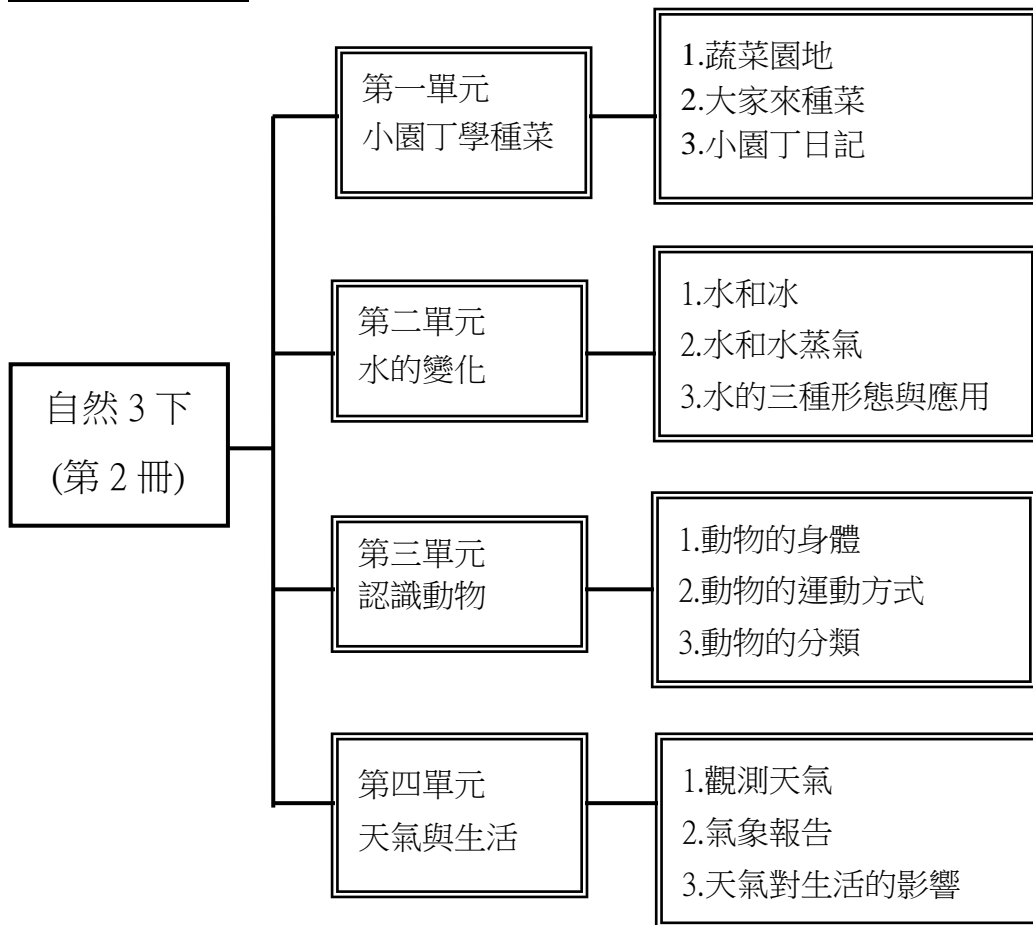 自然 3 下
(第 2 冊)
第一單元
小園丁學種菜
1.蔬菜園地
2.大家來種菜
3.小園丁日記
第二單元
水的變化
1.水和冰
2.水和水蒸氣
3.水的三種形態與應用
第三單元
認識動物
1.動物的身體
2.動物的運動方式
3.動物的分類
第四單元
天氣與生活
1.觀測天氣
2.氣象報告
3.天氣對生活的影響